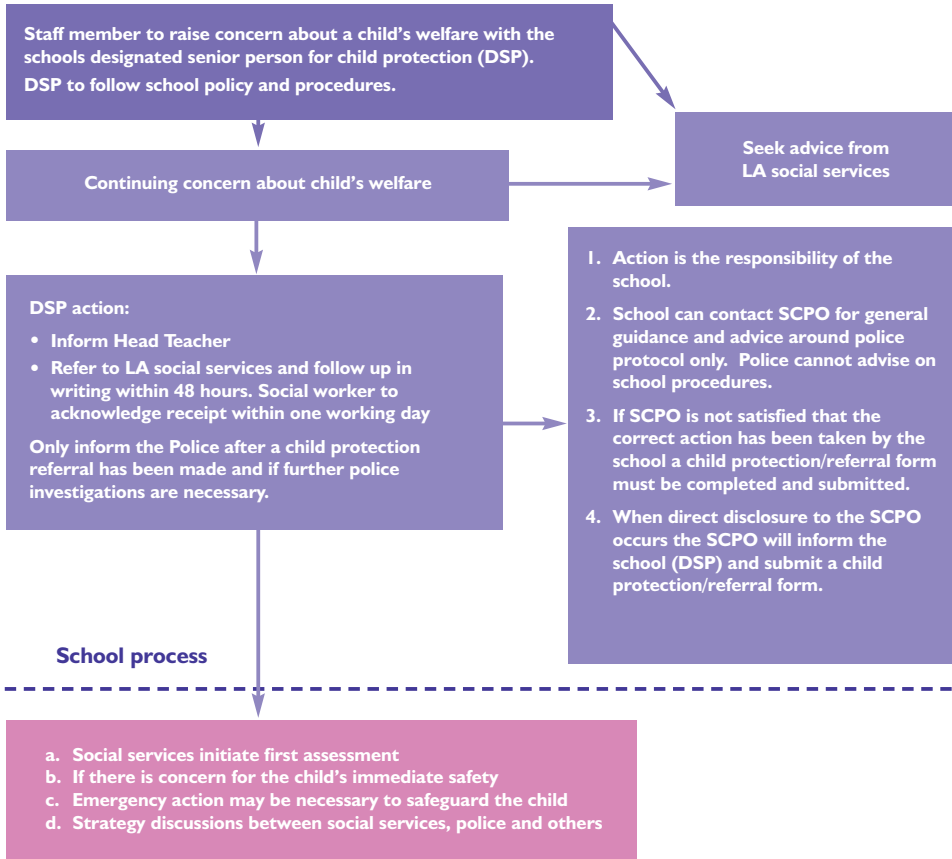 Staff member to raise concern about a child's welfare with the
schools designated senior person for child protection (DSP).
DSP to follow school policy and procedures.
Seek advice from
LA social services
Continuing concern about child's welfare
DSP action:
• Inform Head Teacher
• Refer to LA social services and follow up in
writing within 48 hours. Social worker to
acknowledge receipt within one working day
Only inform the Police after a child protection
referral has been made and if further police
investigations are necessary.
1. Action is the responsibility of the
school.
2. School can contact SCPO for general
guidance and advice around police
protocol only. Police cannot advise on
school procedures.
3. If SCPO is not satisfied that the
correct action has been taken by the
school a child protection/referral form
must be completed and submitted.
4. When direct disclosure to the SCPO
occurs the SCPO will inform the
school (DSP) and submit a child
protection/referral form.
School process
a. Social services initiate first assessment
b. If there is concern for the child's immediate safety
c. Emergency action may be necessary to safeguard the child
d. Strategy discussions between social services, police and others